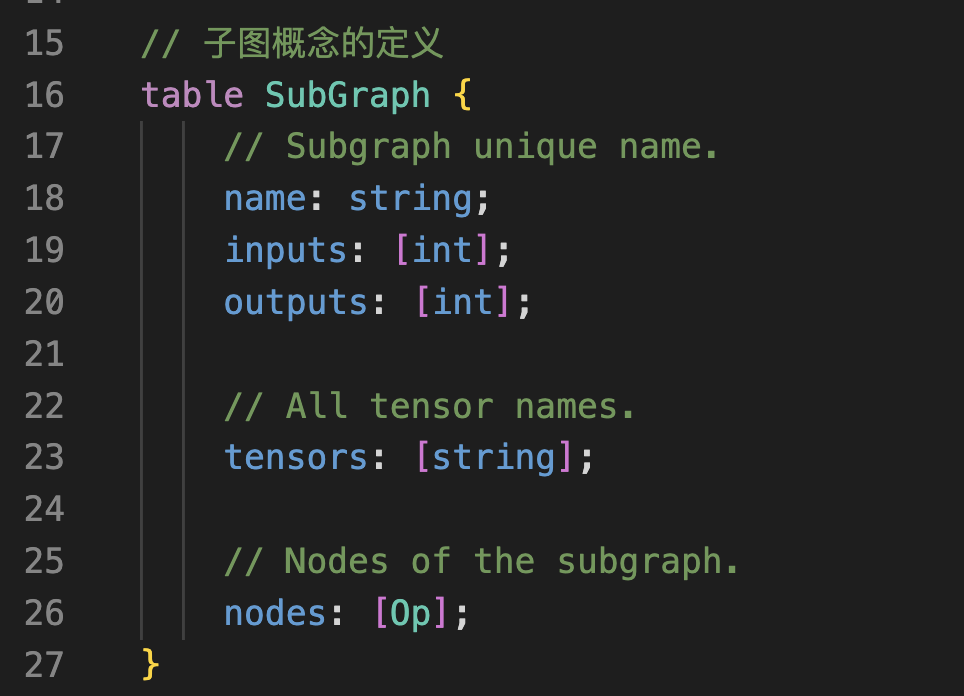 15 // 子图概念的定义
16 table SubGraph {
17 // Subgraph unique name.
18 name: string;
19 inputs: [int];
20 outputs: [int];
21
22 // All tensor names.
23 tensors: [string];
24
25 // Nodes of the subgraph.
26 nodes: [Op];
27 }